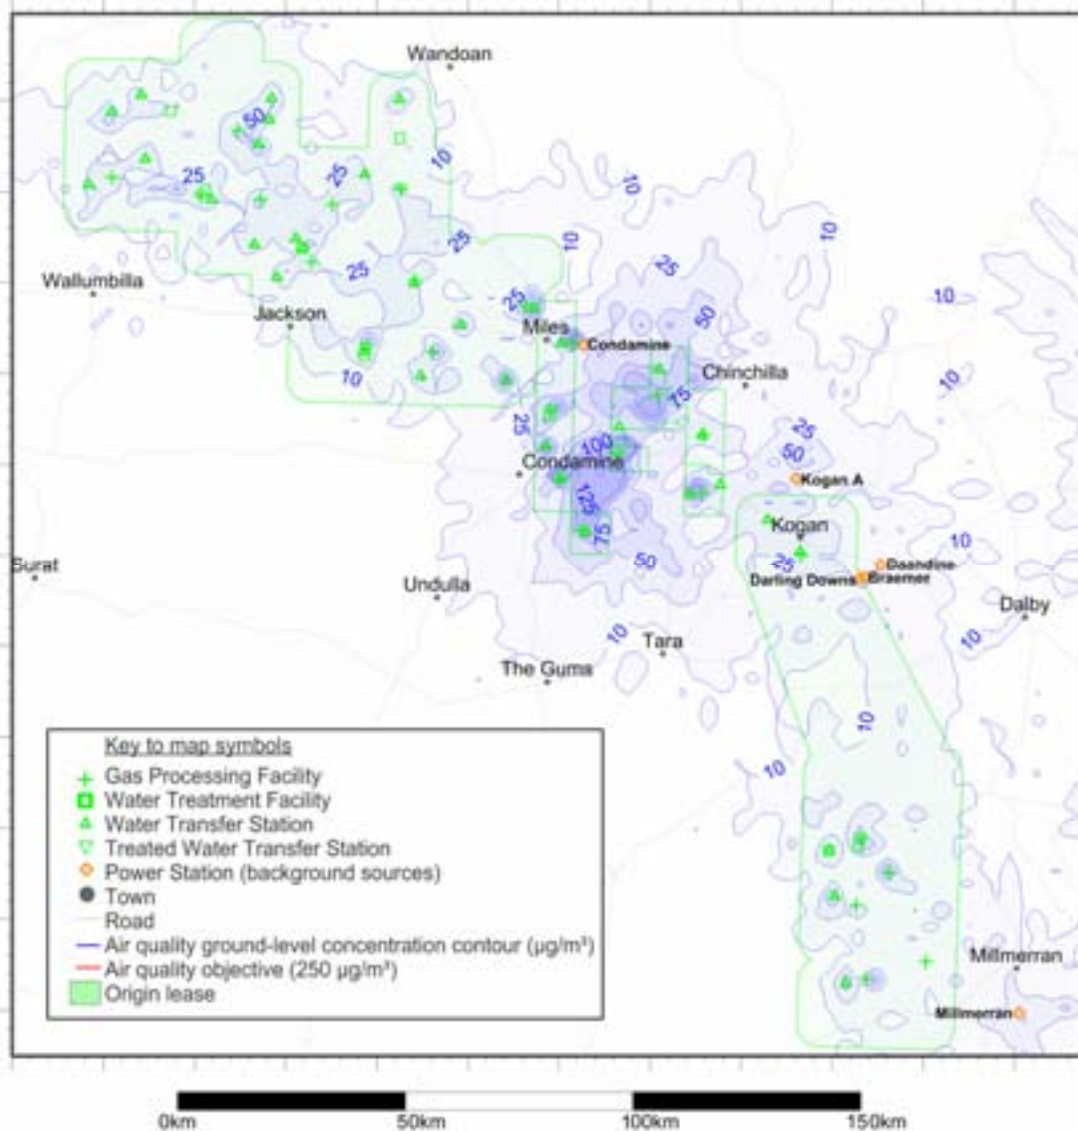 Wandoan
50
10
25
25
10
10
25
10
25
25
10
Wallumbilla
25
50
Jackson
Miles
Condamine
75
Chinchilla
10
10
25
100
25
50
Condamine
Kogan A
125
Kogan
75
10
50
25
Daandine
Surat
Darling Downs
Braemer
Undulla
Dalby
10
Tara
10
The Guma
10
10
Key to map symbols
Gas Processing Facility
Water Treatment Facility
Water Transfer Station
Treated Water Transfer Station
Power Station (background sources)
Town
Road
Air quality ground-level concentration contour (µg/m³)
Air quality objective (250 µg/m³)
Origin lease
Millmerran
Millmerran
0km 50km 100km 150km